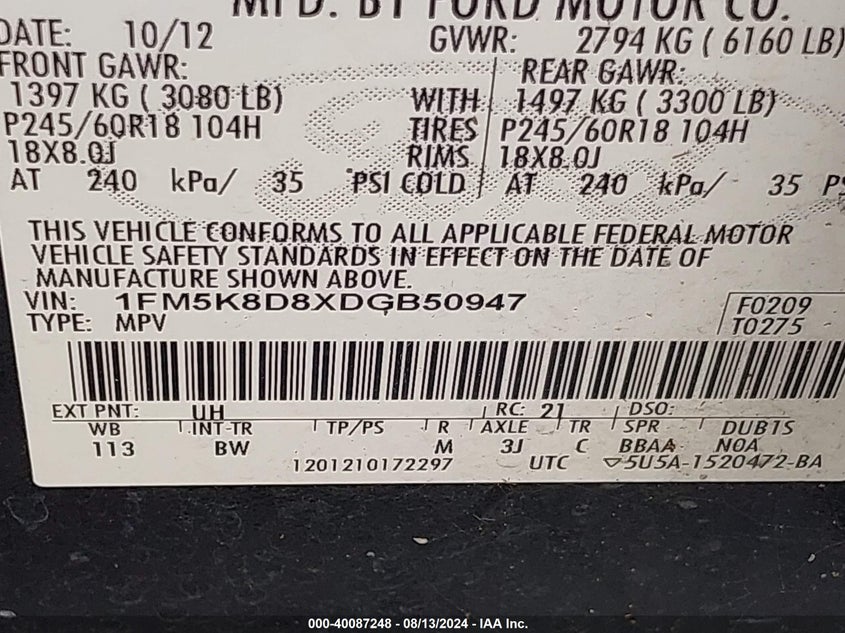 MFD. BY FORD MOTOR CO.
DATE: 10/12 GVWR: 2794 KG ( 6160 LB)
FRONT GAWR: REAR GAWR:
1397 KG ( 3080 LB) WITH 1497 KG ( 3300 LB)
P245/60R18 104H TIRES P245/60R18 104H
18X8.0J RIMS 18X8.0J
AT 240 kPa/ 35 PSI COLD AT 240 kPa/ 35 PS
THIS VEHICLE CONFORMS TO ALL APPLICABLE FEDERAL MOTOR
VEHICLE SAFETY STANDARDS IN EFFECT ON THE DATE OF
MANUFACTURE SHOWN ABOVE.
VIN: 1FM5K8D8XDGB50947 F0209
TYPE: MPV T0275
EXT PNT: UH RC: 21 DSO:
WB INT TR TP/PS R AXLE TR SPR DUB1S
113 BW M 3J C BBAA NOA
1201210172297 UTC ▽5U5A-1520472-BA
000-40087248 - 08/13/2024 - IAA Inc.